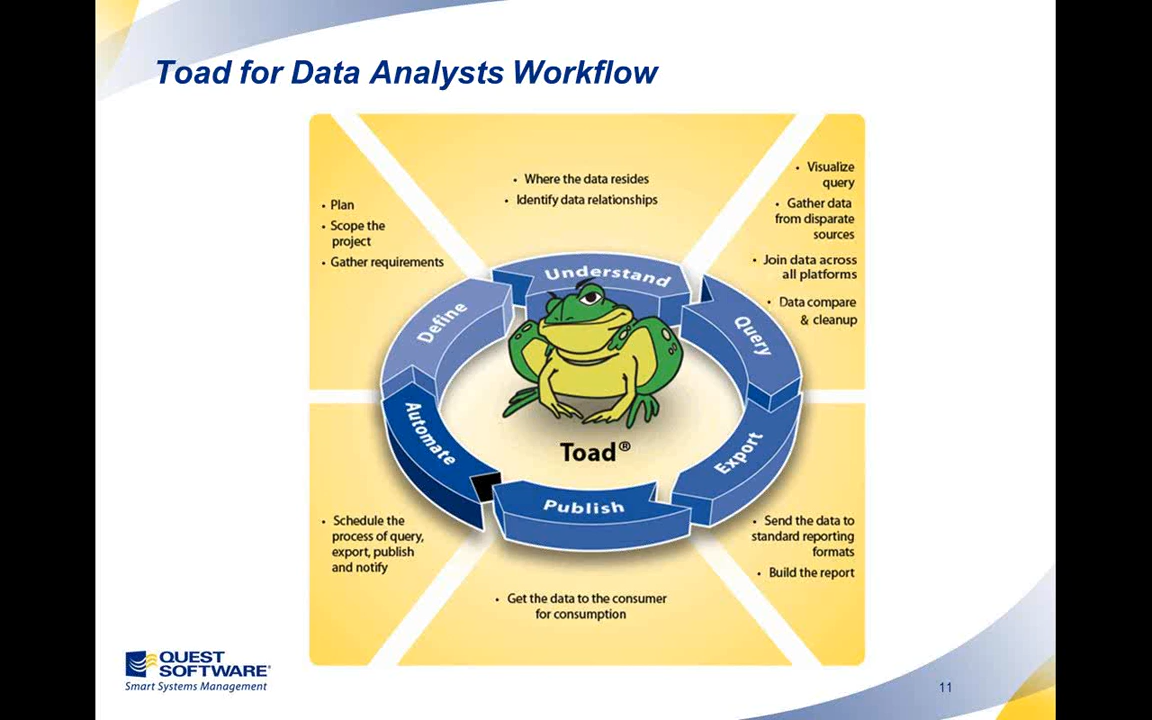 Toad for Data Analysts Workflow
• Where the data resides
• Identify data relationships
• Plan
• Scope the
project
• Gather requirements
• Visualize
query
• Gather data
from disparate
sources
• Join data across
all platforms
• Data compare
& cleanup
Understand
Define
Query
Automate
Export
Publish
Toad®
• Schedule the
process of query,
export, publish
and notify
• Send the data to
standard reporting
formats
• Build the report
• Get the data to the consumer
for consumption
QUEST
SOFTWARE®
Smart Systems Management
11